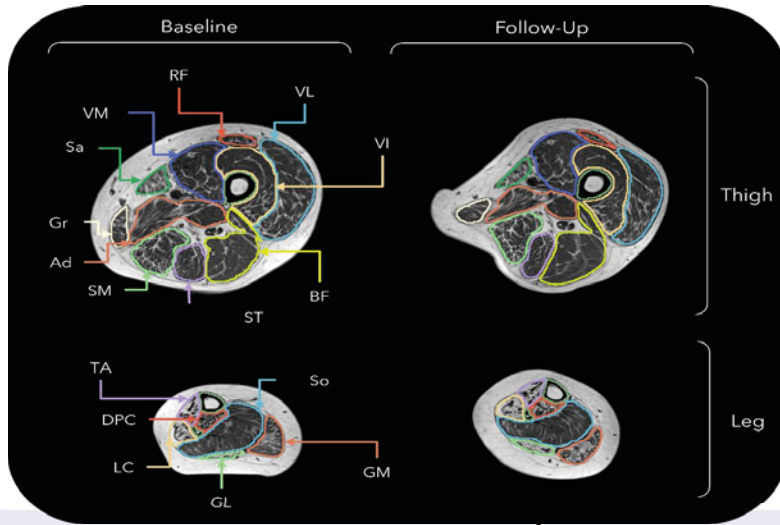 Baseline
Follow-Up
RF
VL
VM
Sa
VI
Thigh
Gr
Ad
SM
BF
ST
TA
So
DPC
Leg
LC
GM
GL